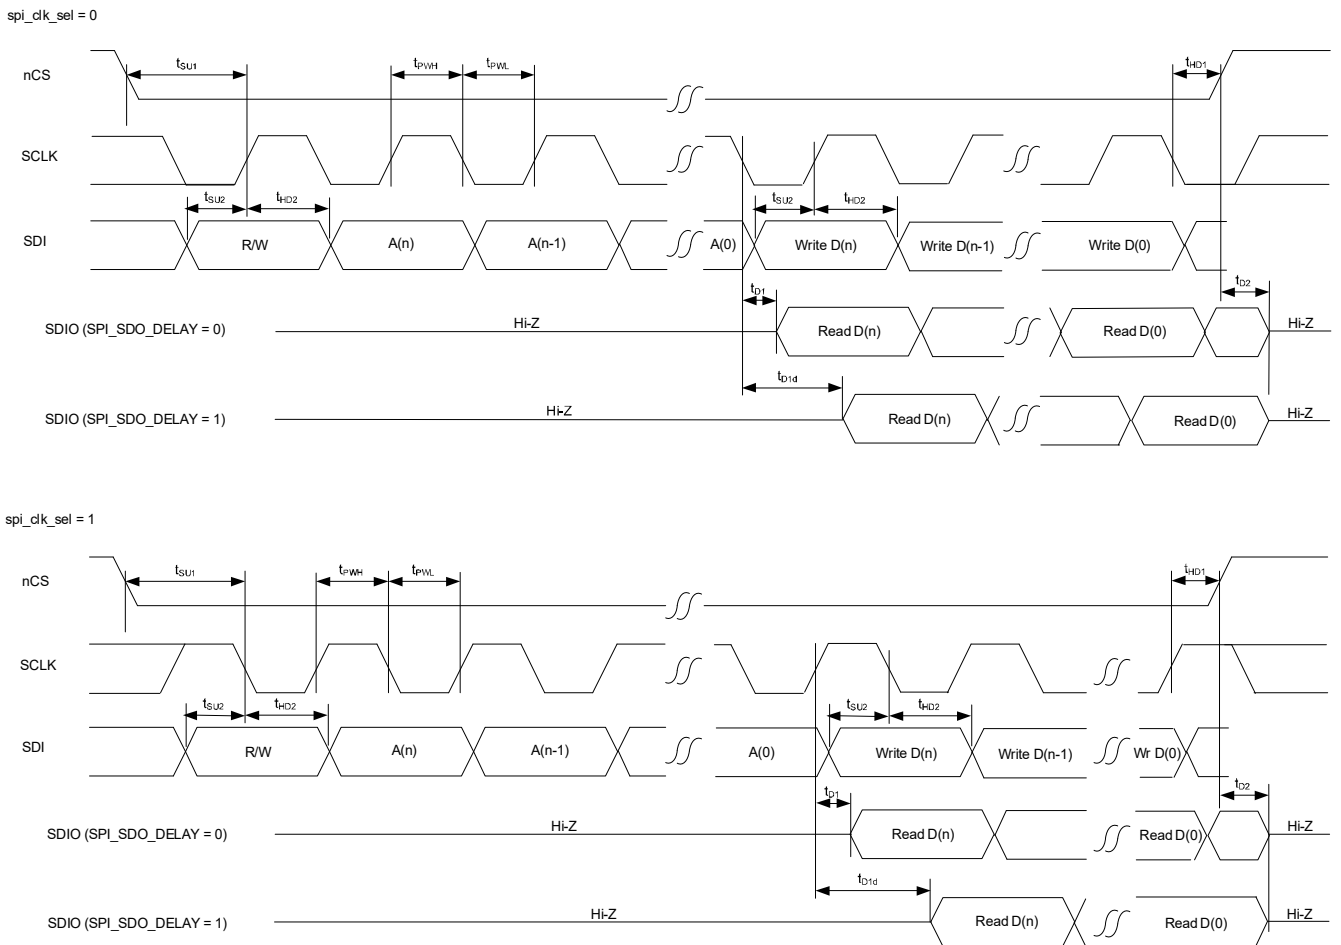 spi_clk_sel = 0
nCS
tSU1
tPWH
tPWL
tHD1
SCLK
tSU2
tHD2
tSU2
tHD2
SDI
R/W
A(n)
A(n-1)
A(0)
Write D(n)
Write D(n-1)
Write D(0)
tD1
tD2
SDIO (SPI_SDO_DELAY = 0)
Hi-Z
Read D(n)
Read D(0)
Hi-Z
tD1d
SDIO (SPI_SDO_DELAY = 1)
Hi-Z
Read D(n)
Read D(0)
Hi-Z
spi_clk_sel = 1
nCS
tSU1
tPWH
tPWL
tHD1
SCLK
tSU2
tHD2
tSU2
tHD2
SDI
R/W
A(n)
A(n-1)
A(0)
Write D(n)
Write D(n-1)
Wr D(0)
tD1
tD2
SDIO (SPI_SDO_DELAY = 0)
Hi-Z
Read D(n)
Read D(0)
Hi-Z
tD1d
SDIO (SPI_SDO_DELAY = 1)
Hi-Z
Read D(n)
Read D(0)
Hi-Z